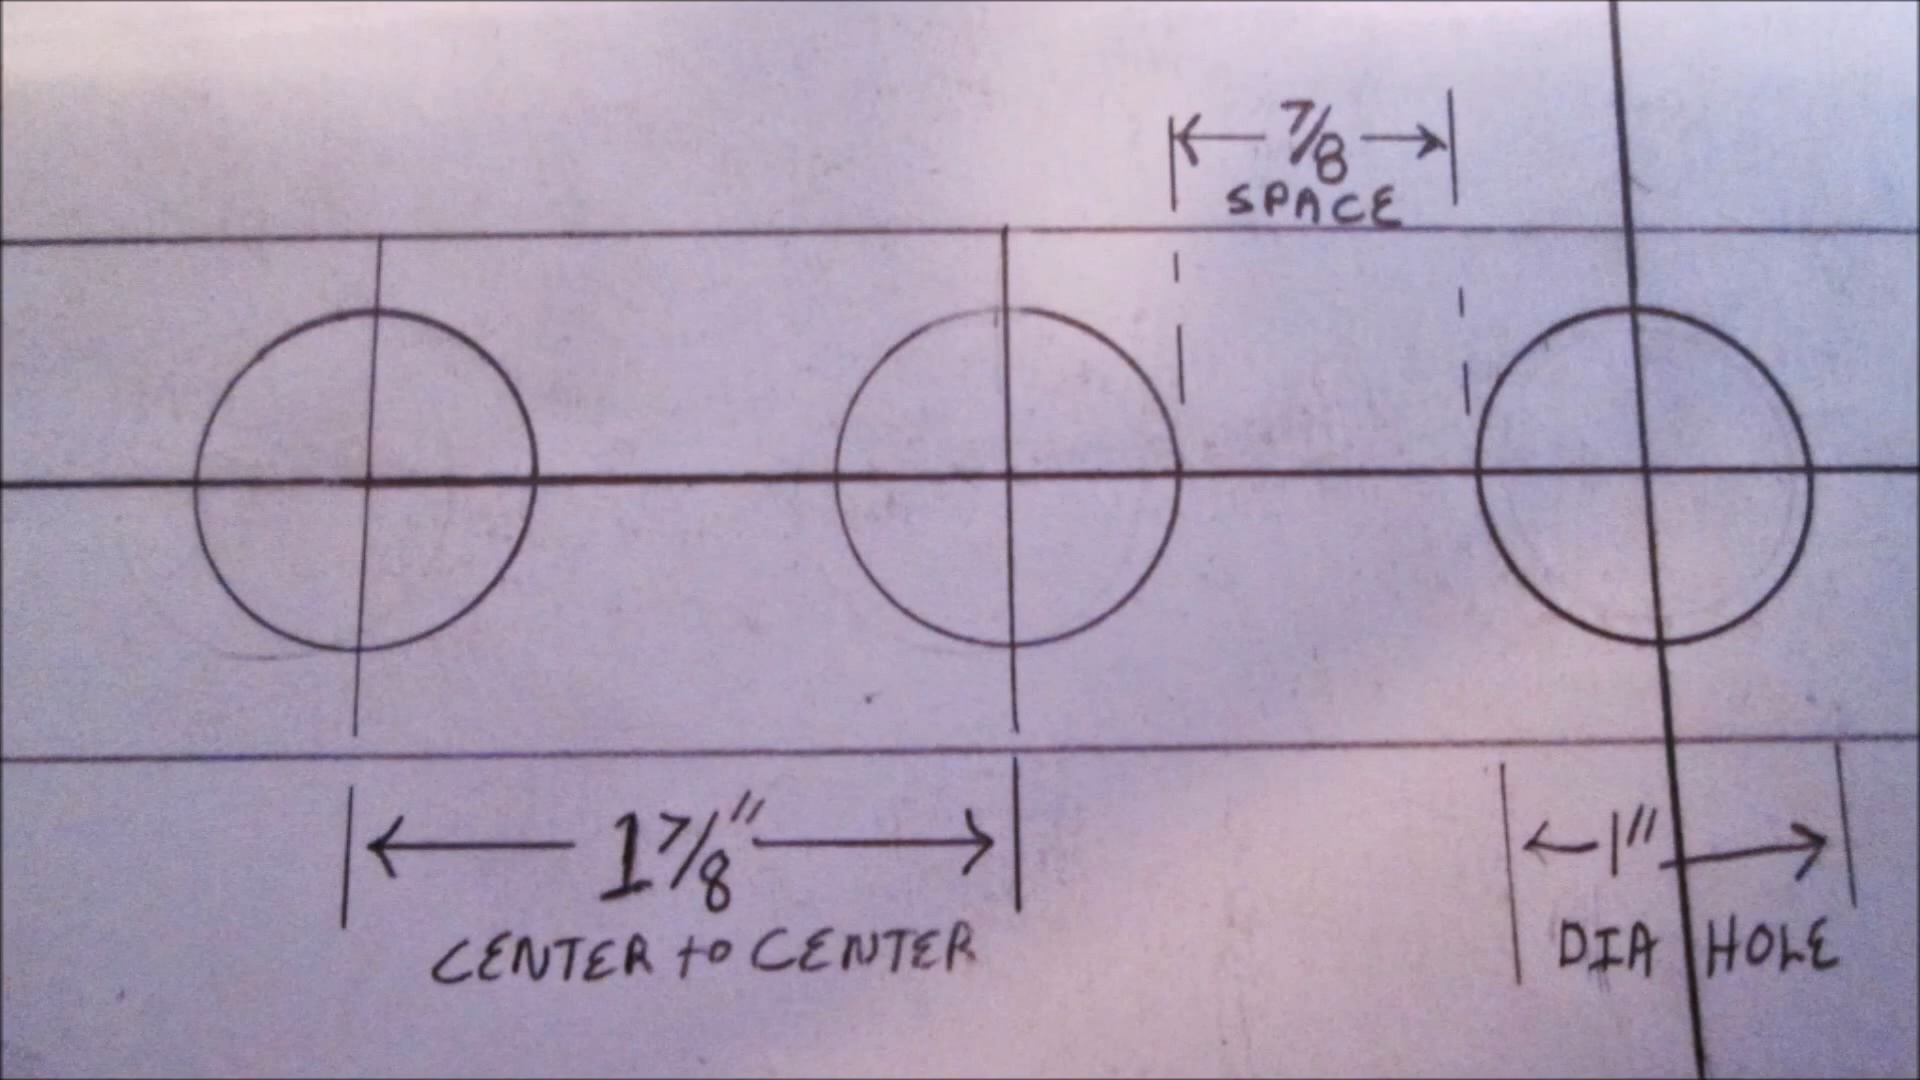 7/8
SPACE
1 7/8"
CENTER to CENTER
1"
DIA HOLE